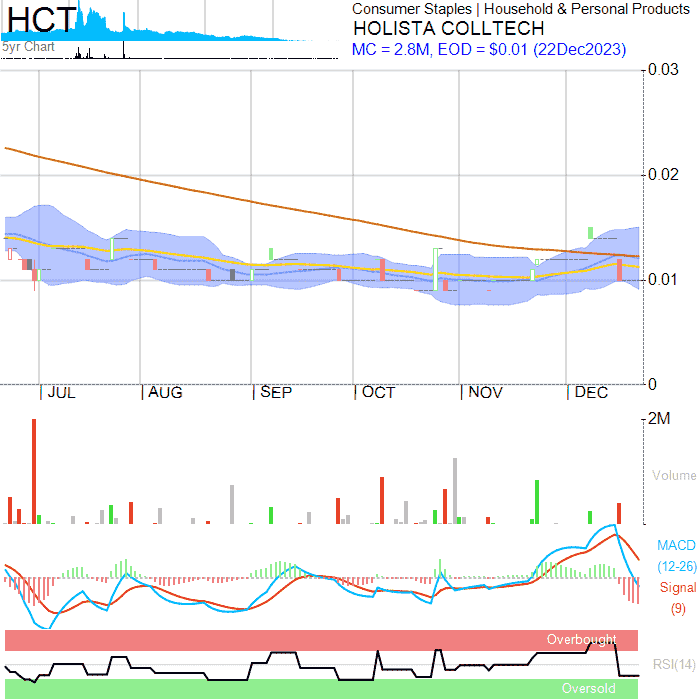 HCT
5yr Chart
Consumer Staples | Household & Personal Products
HOLISTA COLLTECH
MC = 2.8M, EOD = $0.01 (22Dec2023)
0.03
0.02
0.01
0
JUL
AUG
SEP
OCT
NOV
DEC
2M
Volume
MACD
(12-26)
Signal
(9)
Overbought
RSI(14)
Oversold